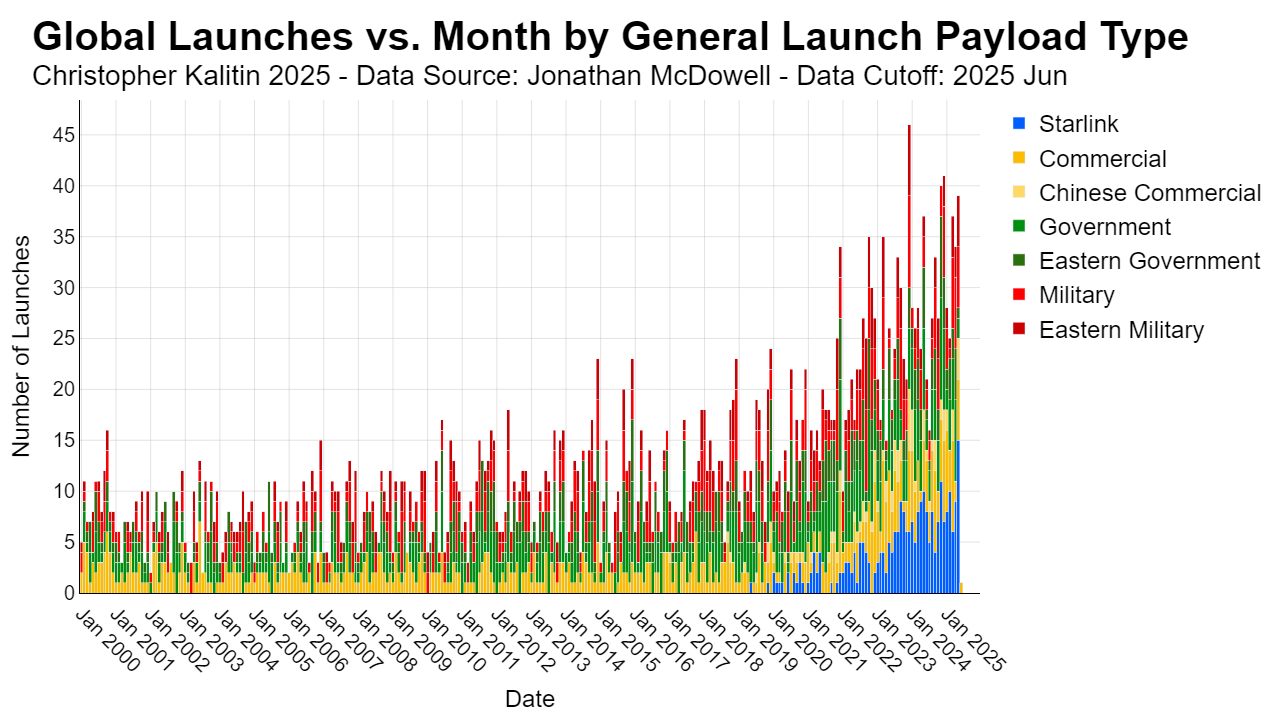 Global Launches vs. Month by General Launch Payload Type
Christopher Kalitin 2025 - Data Source: Jonathan McDowell - Data Cutoff: 2025 Jun
Number of Launches
45
40
35
30
25
20
15
10
5
0
Jan 2000
Jan 2001
Jan 2002
Jan 2003
Jan 2004
Jan 2005
Jan 2006
Jan 2007
Jan 2008
Jan 2009
Jan 2010
Jan 2011
Jan 2012
Jan 2013
Jan 2014
Jan 2015
Jan 2016
Jan 2017
Jan 2018
Jan 2019
Jan 2020
Jan 2021
Jan 2022
Jan 2023
Jan 2024
Jan 2025
Date
Starlink
Commercial
Chinese Commercial
Government
Eastern Government
Military
Eastern Military